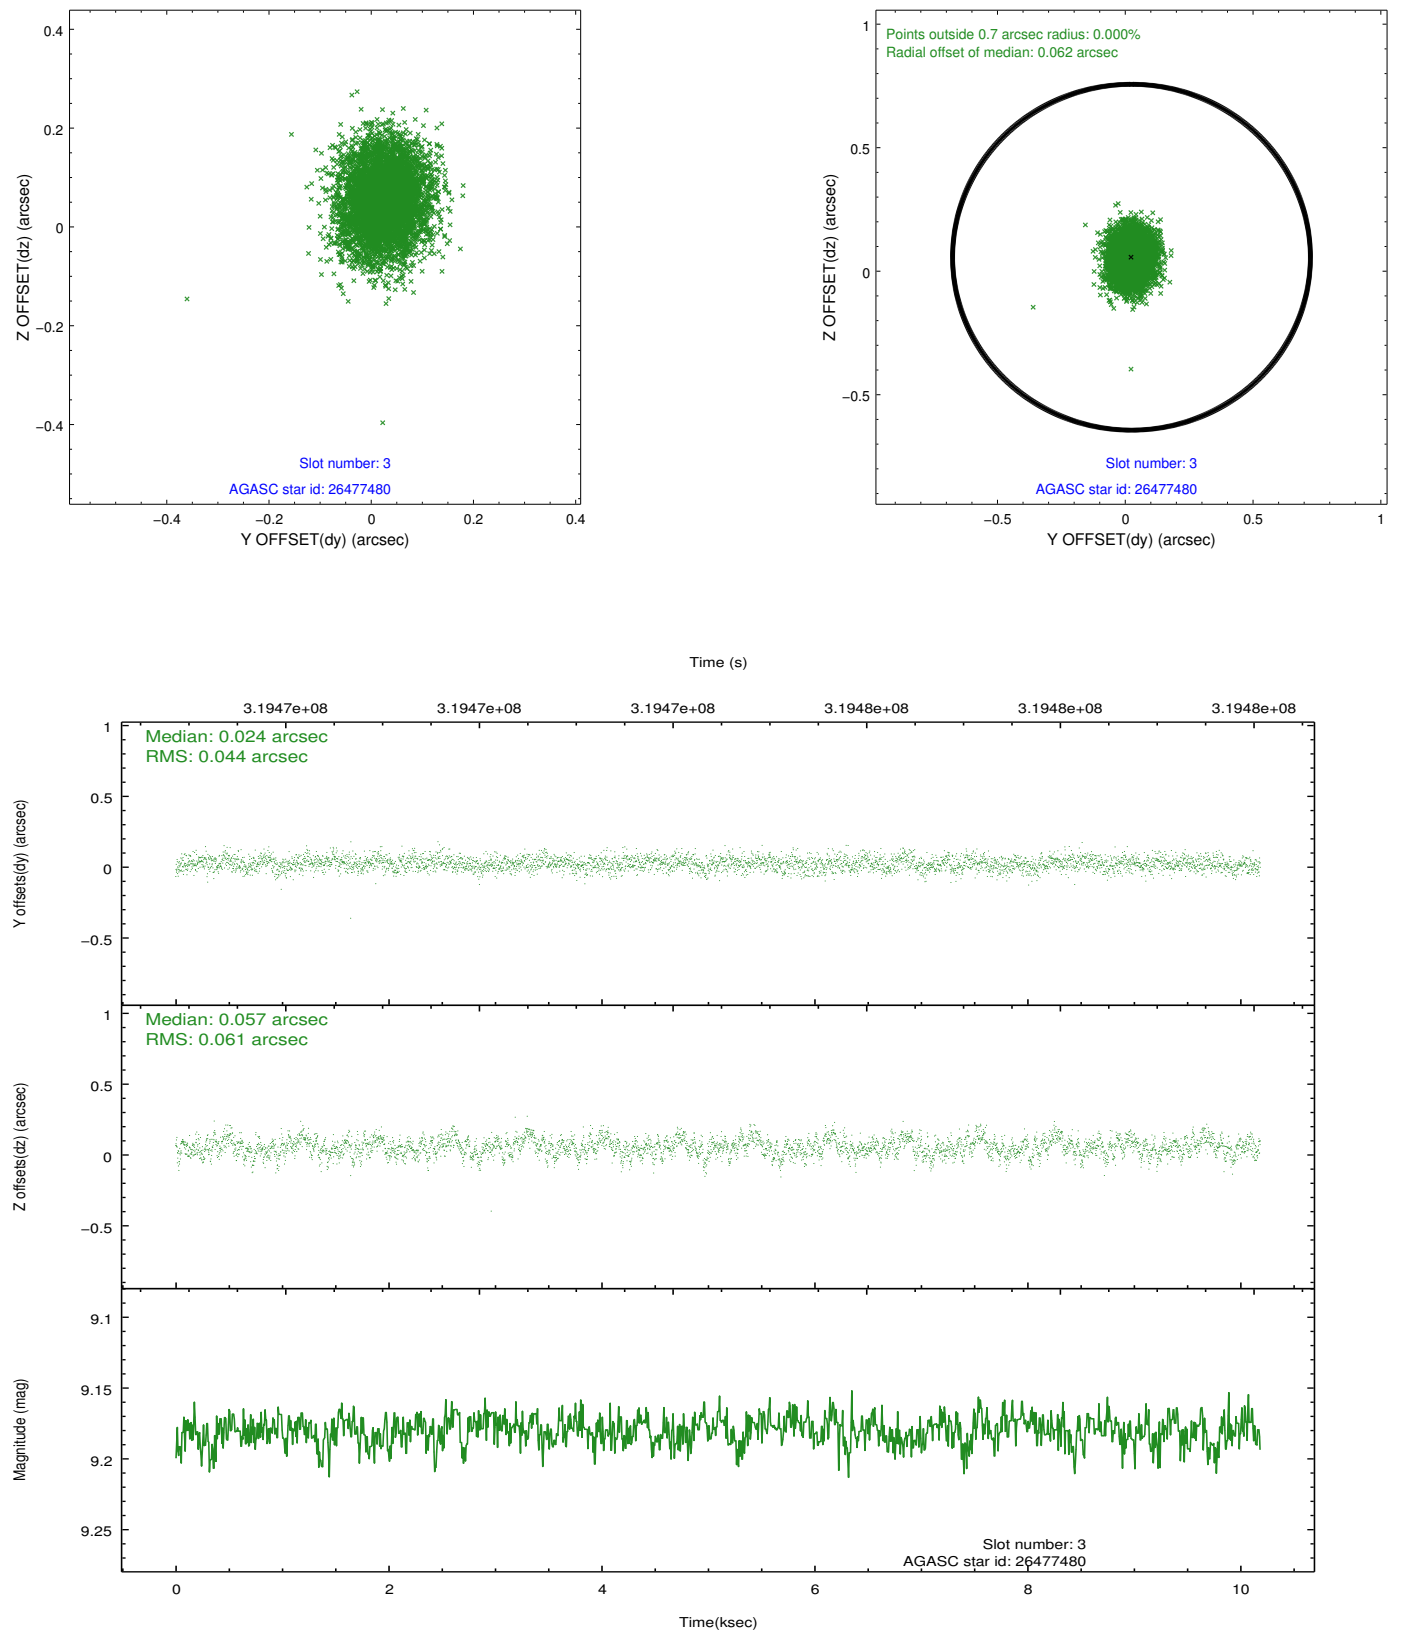 0.4
0.2
0
−0.2
−0.4
Z OFFSET(dz) (arcsec)
Slot number: 3
AGASC star id: 26477480
−0.4
−0.2
0
0.2
0.4
Y OFFSET(dy) (arcsec)
Points outside 0.7 arcsec radius: 0.000%
Radial offset of median: 0.062 arcsec
1
0.5
0
−0.5
Z OFFSET(dz) (arcsec)
Slot number: 3
AGASC star id: 26477480
−0.5
0
0.5
1
Y OFFSET(dy) (arcsec)
Time (s)
3.1947e+08 3.1947e+08 3.1947e+08 3.1948e+08 3.1948e+08 3.1948e+08
Median: 0.024 arcsec
RMS: 0.044 arcsec
1
0.5
0
−0.5
Y offsets(dy) (arcsec)
Median: 0.057 arcsec
RMS: 0.061 arcsec
1
0.5
0
−0.5
Z offsets(dz) (arcsec)
9.1
9.15
9.2
9.25
Magnitude (mag)
Slot number: 3
AGASC star id: 26477480
0 2 4 6 8 10
Time(ksec)